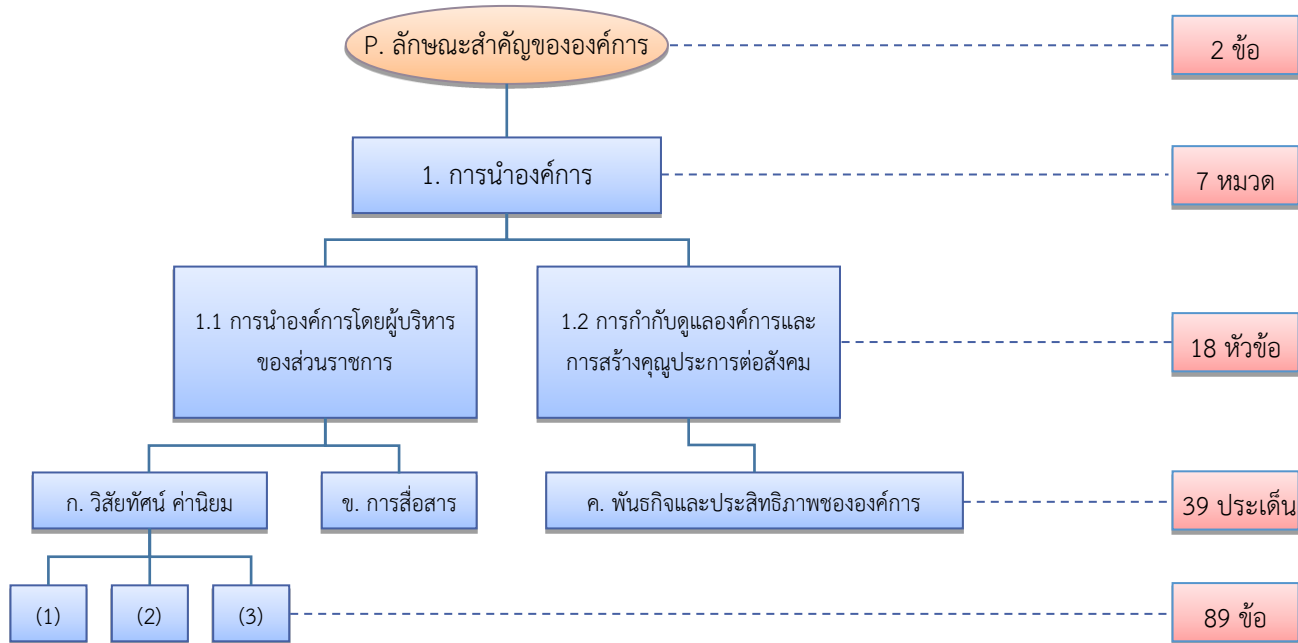 P. ลักษณะสำคัญขององค์การ
2 ข้อ
1. การนำองค์การ
7 หมวด
1.1 การนำองค์การโดยผู้บริหาร
ของส่วนราชการ
1.2 การกำกับดูแลองค์การและ
การสร้างคุณูประการต่อสังคม
18 หัวข้อ
ก. วิสัยทัศน์ ค่านิยม
ข. การสื่อสาร
ค. พันธกิจและประสิทธิภาพชององค์การ
39 ประเด็น
(1)
(2)
(3)
89 ข้อ